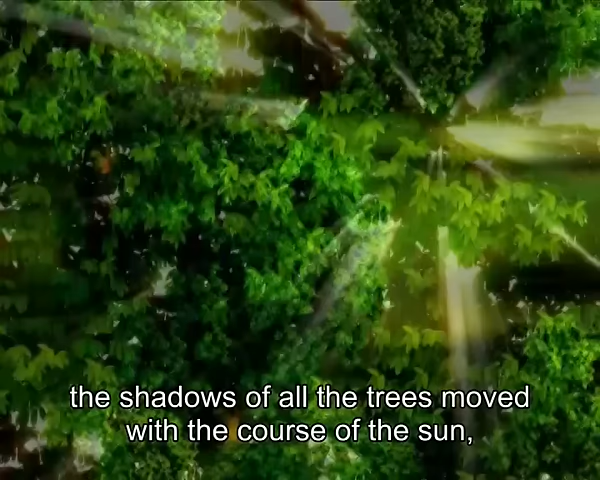 the shadows of all the trees moved
with the course of the sun,